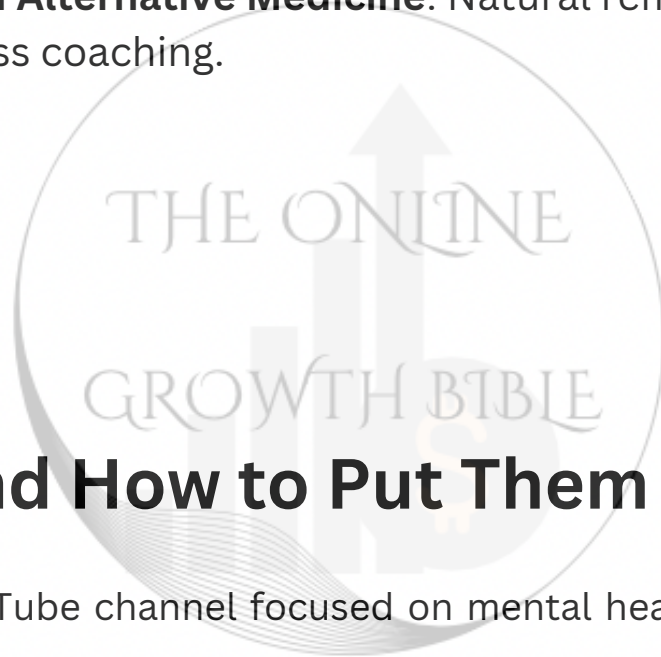 Alternative Medicine: Natural
ss coaching.
THE ONLINE
GROWTH BIBLE
nd How to Put Them
Tube channel focused on mental hea